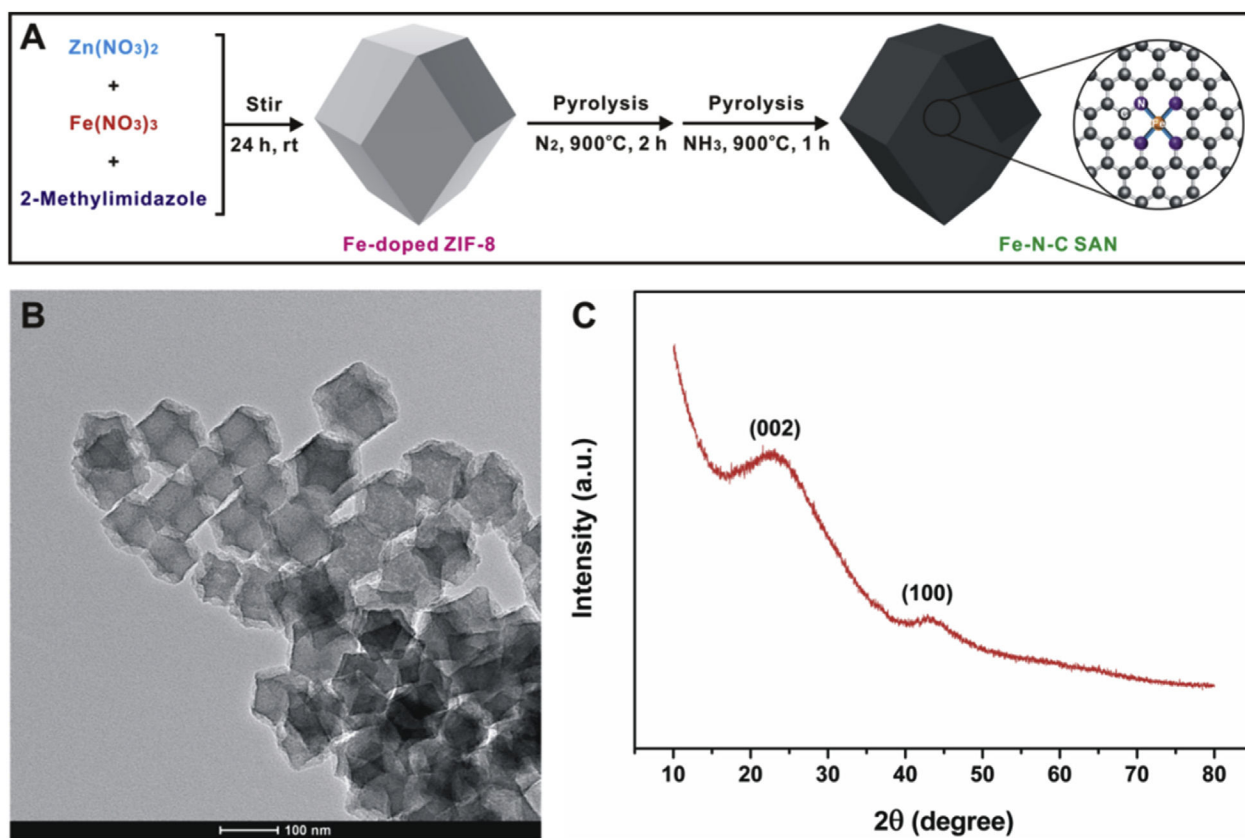 A
Zn(NO₃)₂
+
Fe(NO₃)₃
+
2-Methylimidazole
Stir
24 h, rt
Fe-doped ZIF-8
Pyrolysis
N₂, 900°C, 2 h
Pyrolysis
NH₃, 900°C, 1 h
Fe-N-C SAN
N
C
Fe
B
100 nm
C
(002)
(100)
Intensity (a.u.)
10 20 30 40 50 60 70 80
2θ (degree)